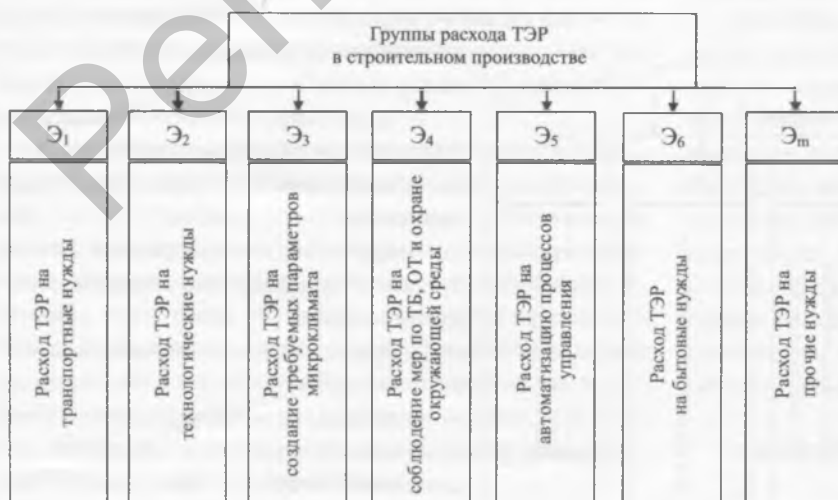 Группы расхода ТЭР
в строительном производстве
Э1
Э2
Э3
Э4
Э5
Э6
Эm
Расход ТЭР на
транспортные нужды
Расход ТЭР на
технологические нужды
Расход ТЭР на
создание требуемых параметров
микроклимата
Расход ТЭР на
соблюдение мер по ТБ, ОТ и охране
окружающей среды
Расход ТЭР на
автоматизацию процессов
управления
Расход ТЭР
на бытовые нужды
Расход ТЭР на
прочие нужды